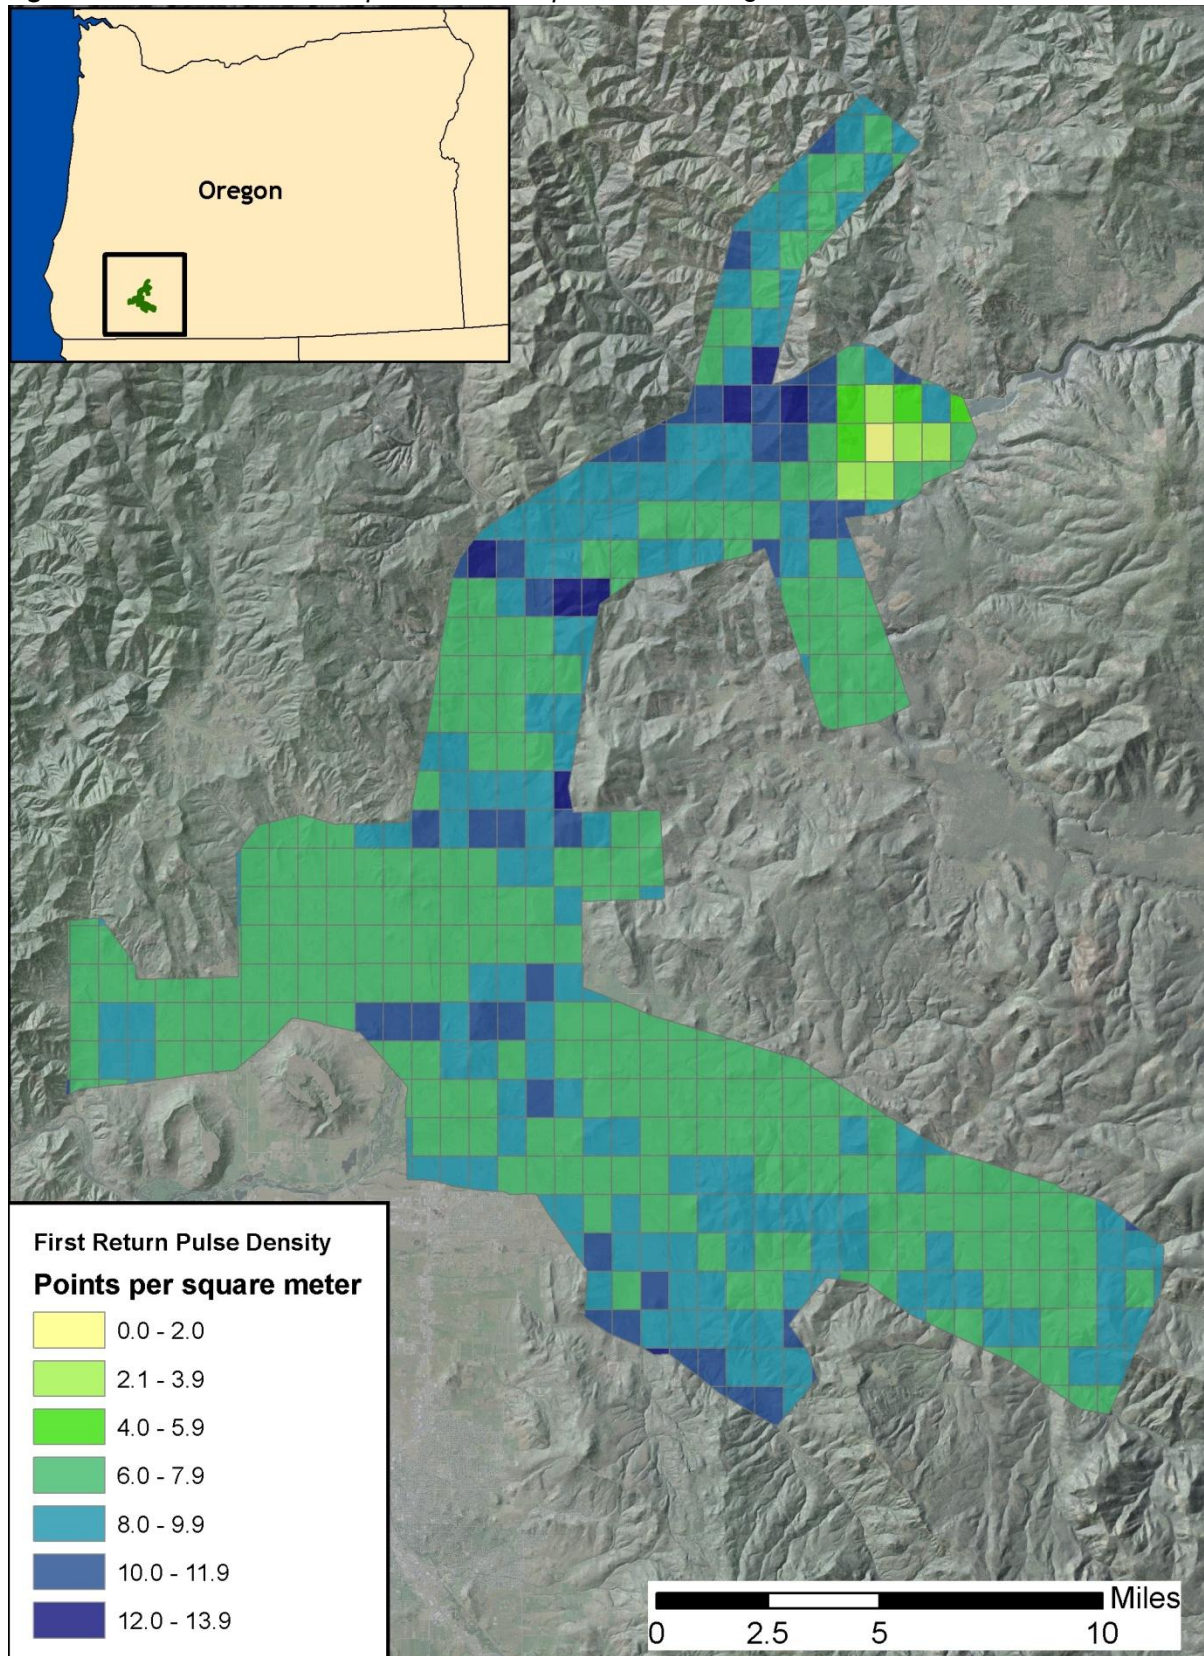 Oregon
First Return Pulse Density
Points per square meter
0.0 - 2.0
2.1 - 3.9
4.0 - 5.9
6.0 - 7.9
8.0 - 9.9
10.0 - 11.9
12.0 - 13.9
Miles
0 2.5 5 10